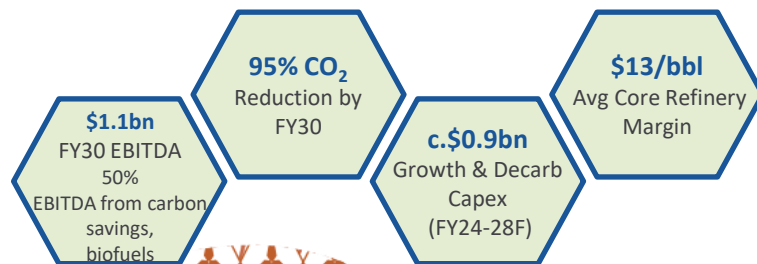 $1.1bn
FY30 EBITDA
50%
EBITDA from carbon
savings,
biofuels
95% CO₂
Reduction by
FY30
c.$0.9bn
Growth & Decarb
Capex
(FY24-28F)
$13/bbl
Avg Core Refinery
Margin